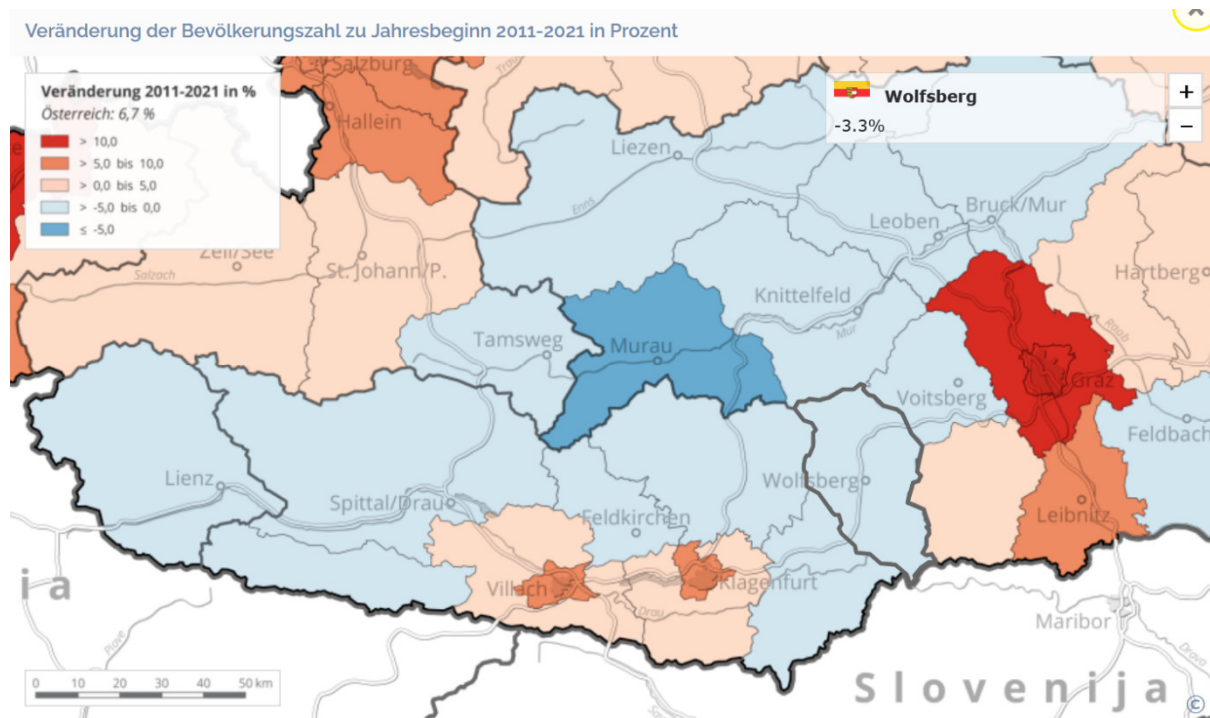 Veränderung der Bevölkerungszahl zu Jahresbeginn 2011-2021 in Prozent
Veränderung 2011-2021 in %
Österreich: 6,7 %
> 10,0
> 5,0 bis 10,0
> 0,0 bis 5,0
> -5,0 bis 0,0
≤ -5,0
Wolfsberg
-3.3%
+
−
Salzburg
Traun
Hallein
Liezen
Enns
Bruck/Mur
Leoben
Zell/See
St. Johann/P.
Salzach
Hartberg
Knittelfeld
Mur
Raab
Tamsweg
Murau
Graz
Voitsberg
Feldbach
Lienz
Spittal/Drau
Wolfsberg
Feldkirchen
Leibnitz
Villach
Klagenfurt
Drau
ia
Piave
Maribor
Drava
Slovenija
0 10 20 30 40 50 km
©